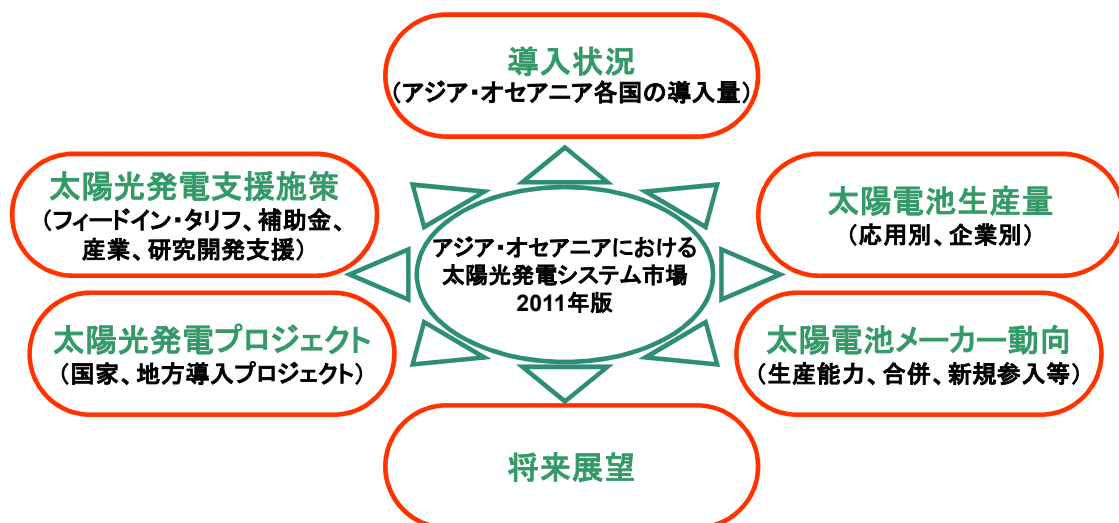 導入状況
(アジア・オセアニア各国の導入量)
太陽光発電支援施策
(フィードイン・タリフ、補助金、
産業、研究開発支援)
太陽電池生産量
(応用別、企業別)
アジア・オセアニアにおける
太陽光発電システム市場
2011年版
太陽光発電プロジェクト
(国家、地方導入プロジェクト)
太陽電池メーカー動向
(生産能力、合併、新規参入等)
将来展望